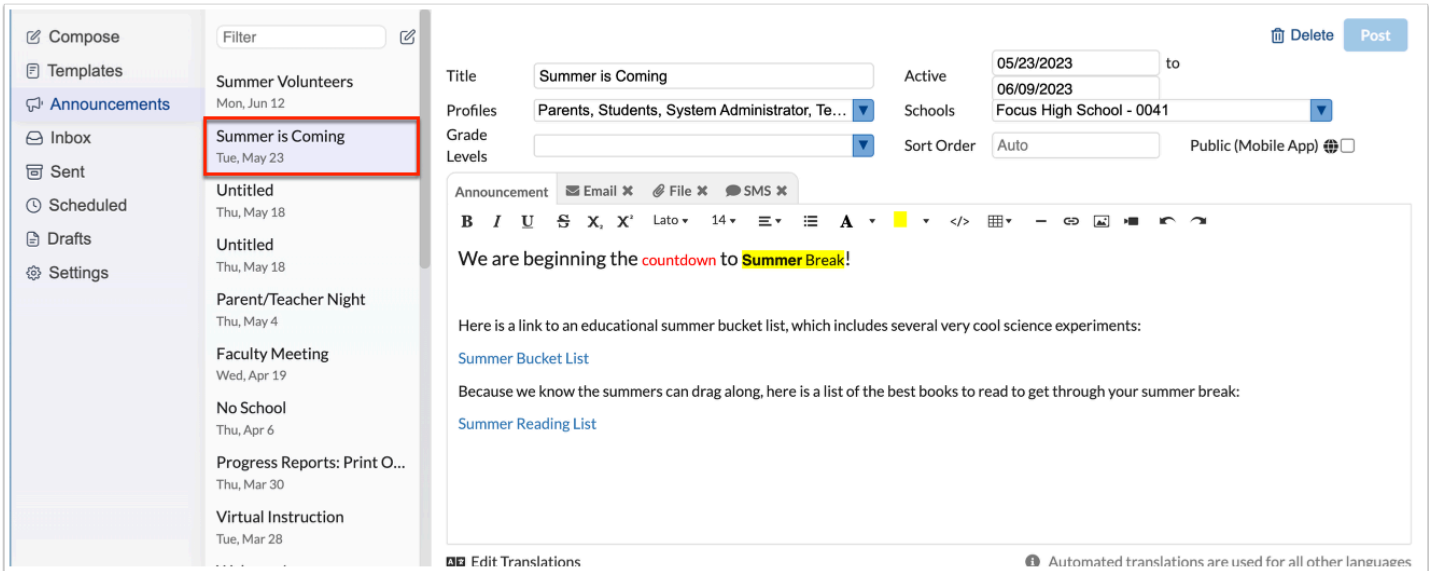 Compose
Templates
Announcements
Inbox
Sent
Scheduled
Drafts
Settings
Filter
Summer Volunteers
Mon, Jun 12
Summer is Coming
Tue, May 23
Untitled
Thu, May 18
Untitled
Thu, May 18
Parent/Teacher Night
Thu, May 4
Faculty Meeting
Wed, Apr 19
No School
Thu, Apr 6
Progress Reports: Print O...
Thu, Mar 30
Virtual Instruction
Tue, Mar 28
Delete Post
Title Summer is Coming
Active 05/23/2023 to
06/09/2023
Profiles Parents, Students, System Administrator, Te...
Schools Focus High School - 0041
Grade
Levels
Sort Order Auto Public (Mobile App)
Announcement Email File SMS
B I U S X, X² Lato 14 A </>
We are beginning the countdown to Summer Break!
Here is a link to an educational summer bucket list, which includes several very cool science experiments:
Summer Bucket List
Because we know the summers can drag along, here is a list of the best books to read to get through your summer break:
Summer Reading List
Edit Translations Automated translations are used for all other languages